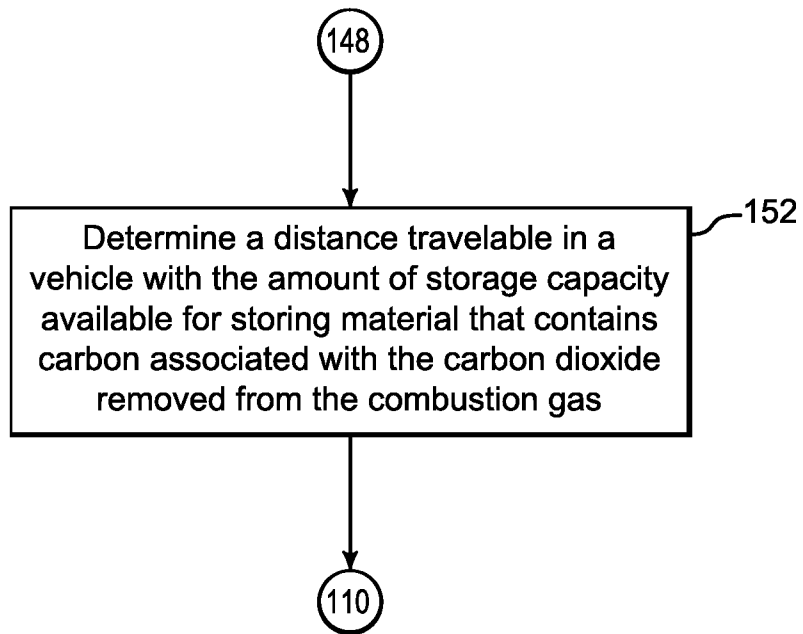 148
152
Determine a distance travelable in a
vehicle with the amount of storage capacity
available for storing material that contains
carbon associated with the carbon dioxide
removed from the combustion gas
110